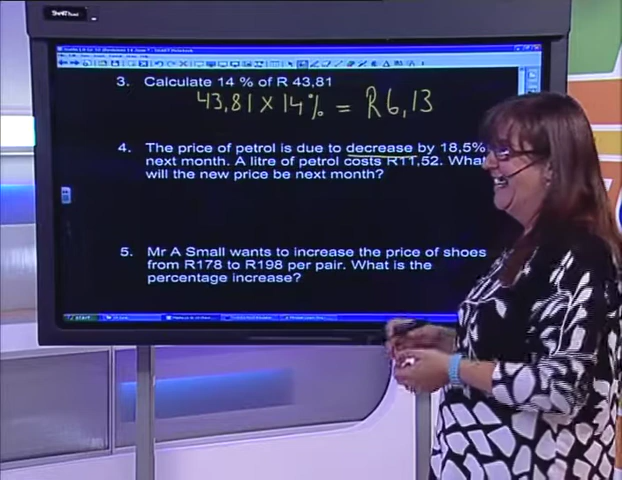 SMART Board
3. Calculate 14 % of R 43,81
43,81 × 14% = R6,13
4. The price of petrol is due to decrease by 18,5%
next month. A litre of petrol costs R11,52. What
will the new price be next month?
5. Mr A Small wants to increase the price of shoes
from R178 to R198 per pair. What is the
percentage increase?